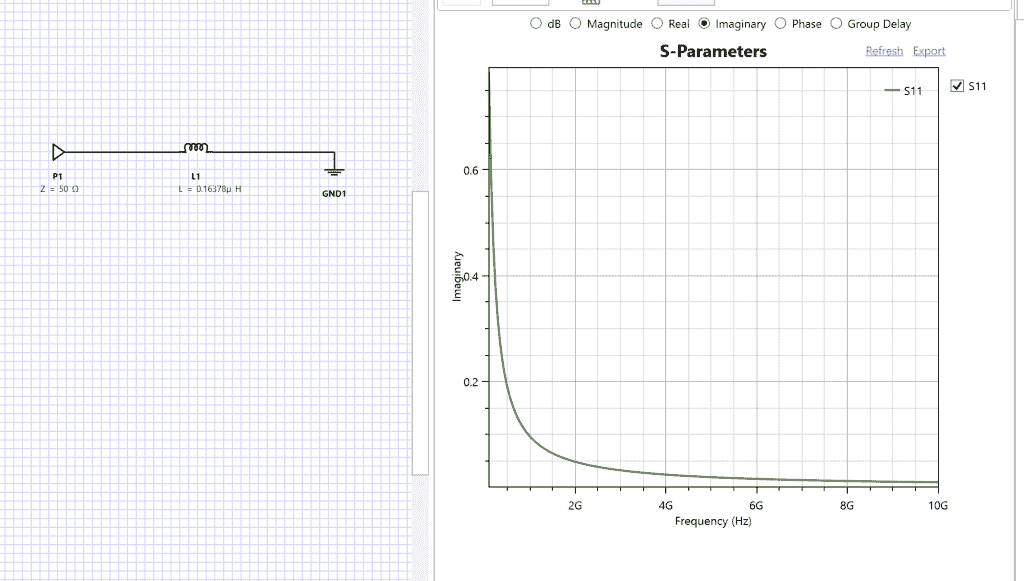 dB Magnitude Real Imaginary Phase Group Delay
S-Parameters
Refresh Export
S11
S11
P1
Z = 50 Ω
L1
L = 0.16378μ H
GND1
Imaginary
0.6
0.4
0.2
2G 4G 6G 8G 10G
Frequency (Hz)